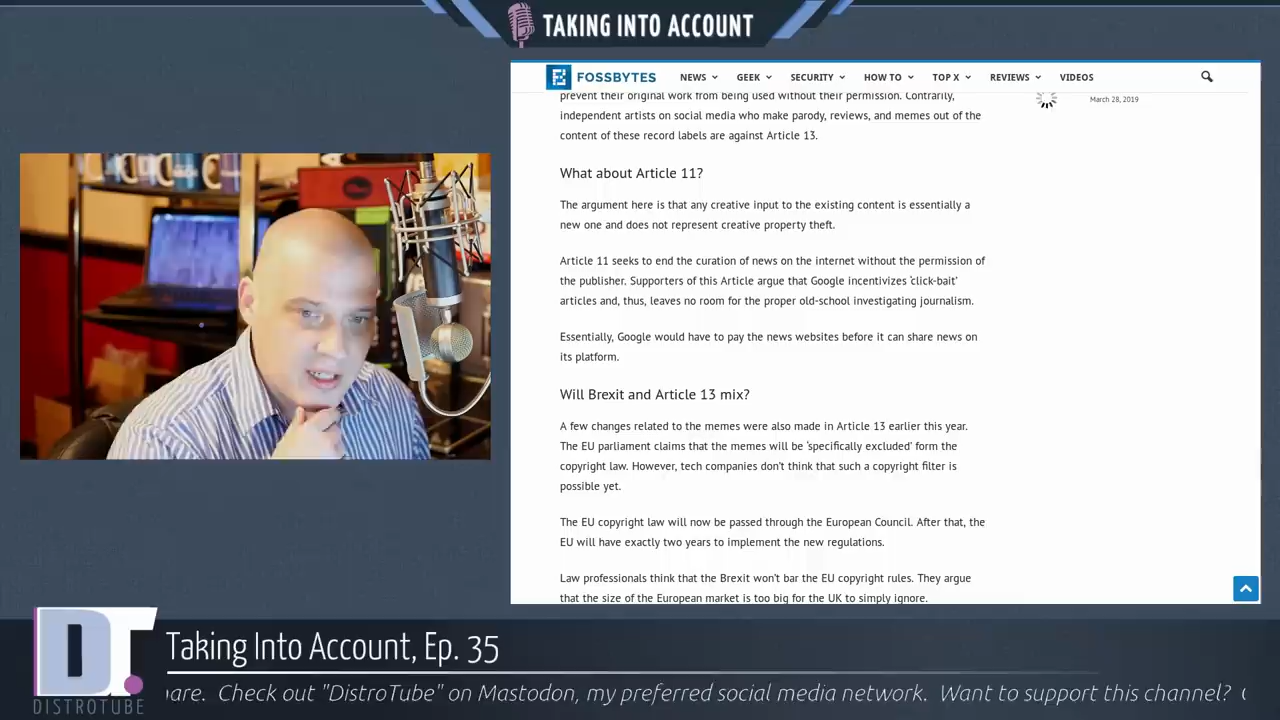 TAKING INTO ACCOUNT
FOSSBYTES
NEWS GEEK SECURITY HOW TO TOP X REVIEWS VIDEOS
prevent their original work from being used without their permission. Contrarily,
March 28, 2019
independent artists on social media who make parody, reviews, and memes out of the
content of these record labels are against Article 13.
What about Article 11?
The argument here is that any creative input to the existing content is essentially a
new one and does not represent creative property theft.
Article 11 seeks to end the curation of news on the internet without the permission of
the publisher. Supporters of this Article argue that Google incentivizes ‘click-bait’
articles and, thus, leaves no room for the proper old-school investigating journalism.
Essentially, Google would have to pay the news websites before it can share news on
its platform.
Will Brexit and Article 13 mix?
A few changes related to the memes were also made in Article 13 earlier this year.
The EU parliament claims that the memes will be ‘specifically excluded’ form the
copyright law. However, tech companies don’t think that such a copyright filter is
possible yet.
The EU copyright law will now be passed through the European Council. After that, the
EU will have exactly two years to implement the new regulations.
Law professionals think that the Brexit won’t bar the EU copyright rules. They argue
that the size of the European market is too big for the UK to simply ignore.
DT.
DISTROTUBE
Taking Into Account, Ep. 35
are. Check out "DistroTube" on Mastodon, my preferred social media network. Want to support this channel?